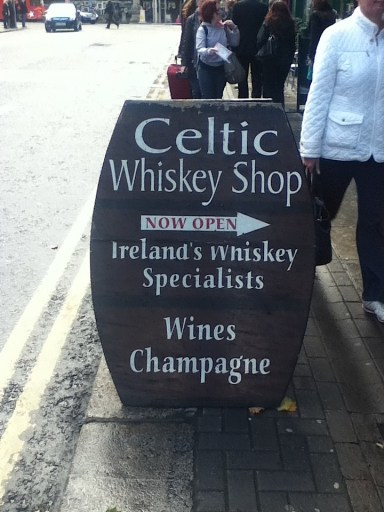 Celtic
Whiskey Shop
NOW OPEN
Ireland's Whiskey
Specialists
Wines
Champagne